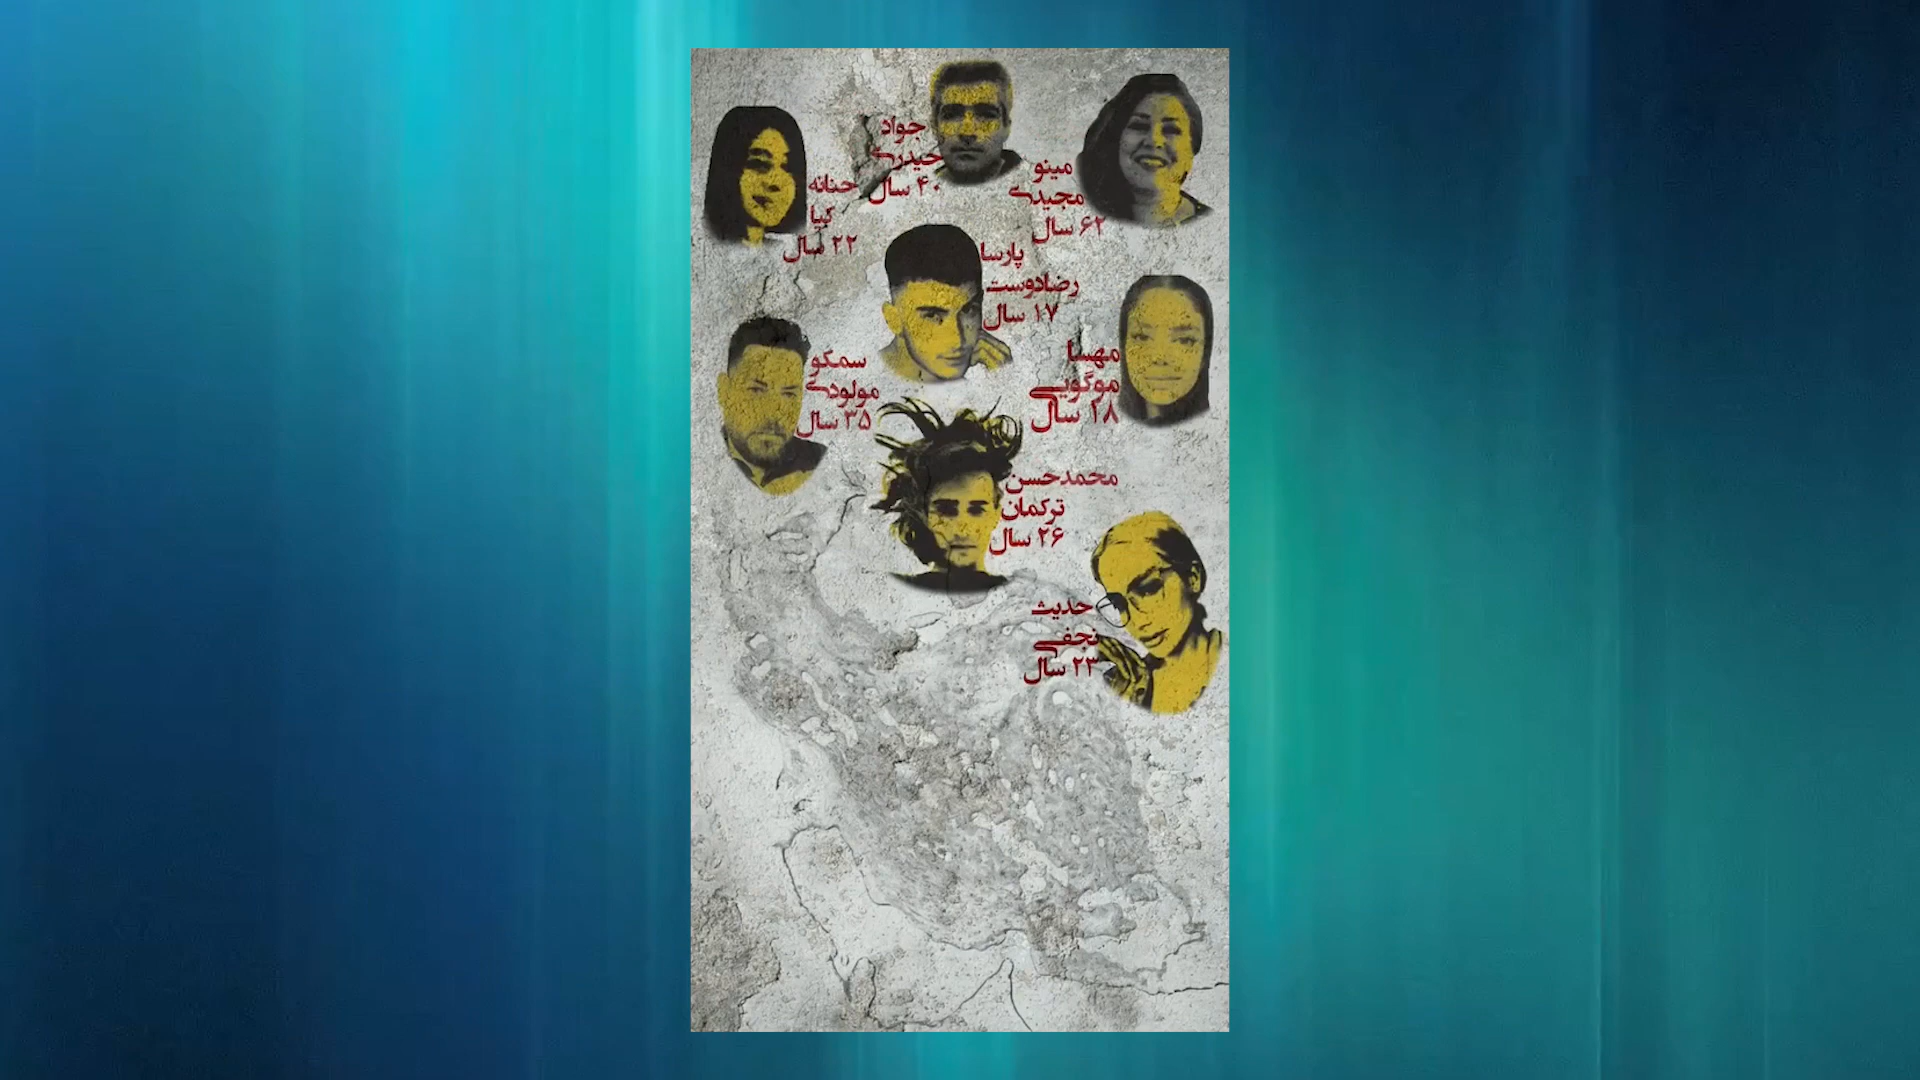 جواد
حیدری
۴۰ سال
مینو
مجیدی
۶۲ سال
حنانه
کیا
۲۲ سال
پارسا
رضادوست
۱۷ سال
مهسا
موگویی
۲۸ سال
سمکو
مولودی
۳۵ سال
محمدحسن
ترکمان
۲۶ سال
حدیث
نجفی
۲۳ سال